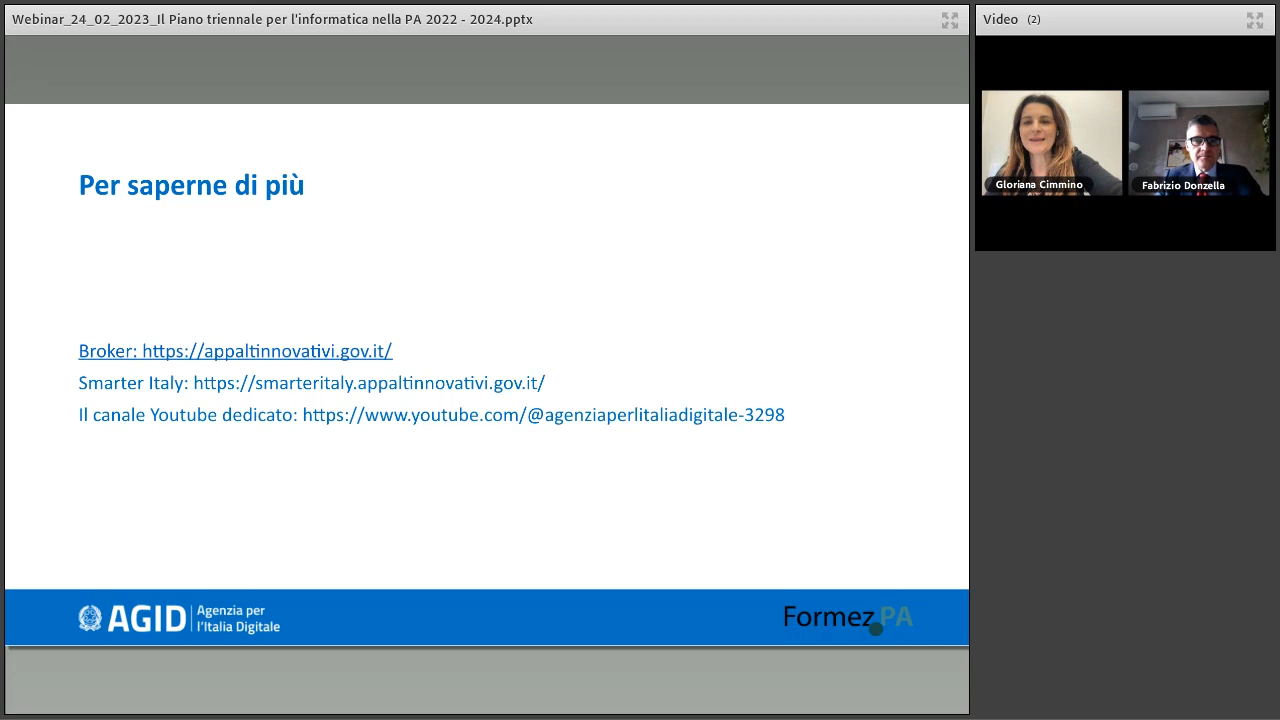 Webinar_24_02_2023_Il Piano triennale per l'informatica nella PA 2022 - 2024.pptx
Video (2)
Gloriana Cimmino
Fabrizio Donzella
Per saperne di più
Broker: https://appaltinnovativi.gov.it/
Smarter Italy: https://smarteritaly.appaltinnovativi.gov.it/
Il canale Youtube dedicato: https://www.youtube.com/@agenziaperlitaliadigitale-3298
AGID
Agenzia per
l'Italia Digitale
Formez PA